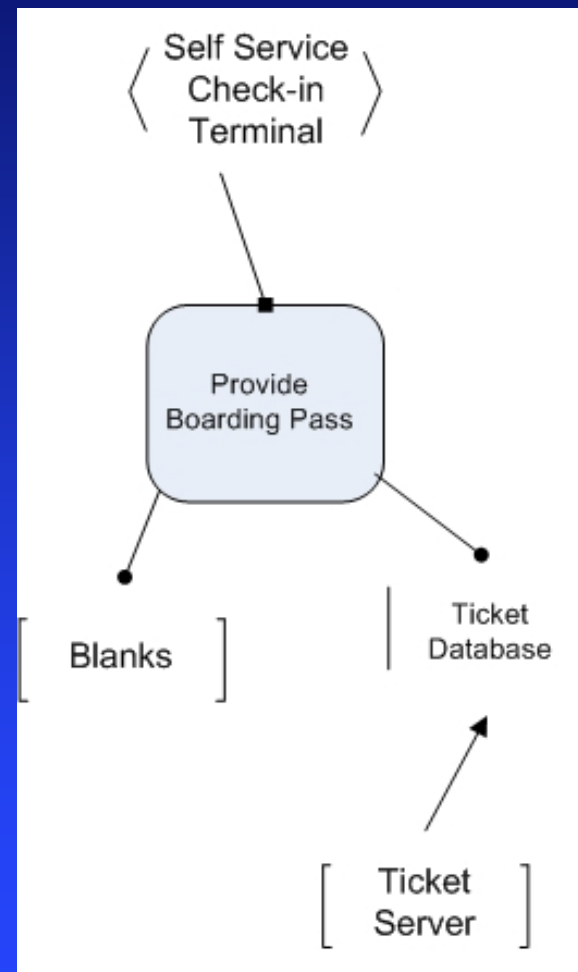 Self Service
Check-in
Terminal
Provide
Boarding Pass
Blanks
Ticket
Database
Ticket
Server